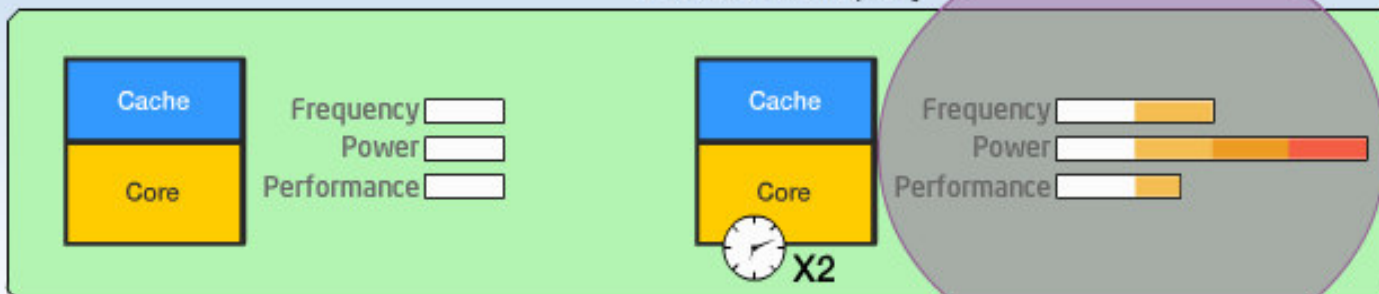 Cache
Core
Frequency
Power
Performance
Cache
Core
X2
Frequency
Power
Performance